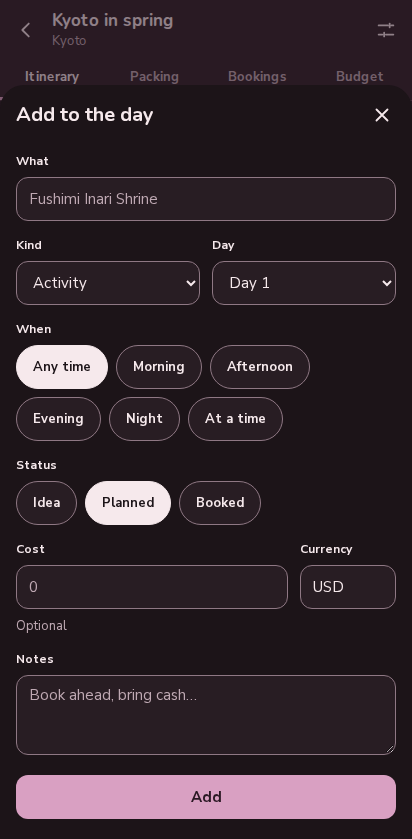 Kyoto in spring
Kyoto
Itinerary Packing Bookings Budget
Add to the day
What
Fushimi Inari Shrine
Kind Day
Activity Day 1
When
Any time Morning Afternoon
Evening Night At a time
Status
Idea Planned Booked
Cost Currency
0 USD
Optional
Notes
Book ahead, bring cash…
Add